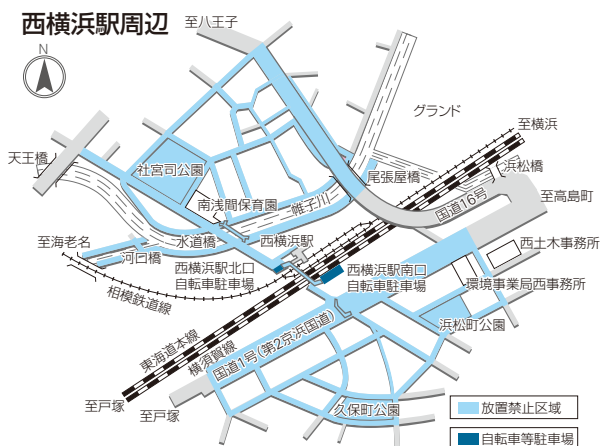 西横浜駅周辺
至八王子
N
グランド
至横浜
天王橋
社宮司公園
尾張屋橋
浜松橋
南浅間保育園
帷子川
国道16号
至高島町
至海老名
水道橋
西横浜駅
西土木事務所
河口橋
西横浜駅北口
自転車駐車場
西横浜駅南口
自転車駐車場
環境事業局西事務所
相模鉄道線
浜松町公園
東海道本線
横須賀線
国道1号(第2京浜国道)
至戸塚
至戸塚
久保町公園
放置禁止区域
自転車等駐車場